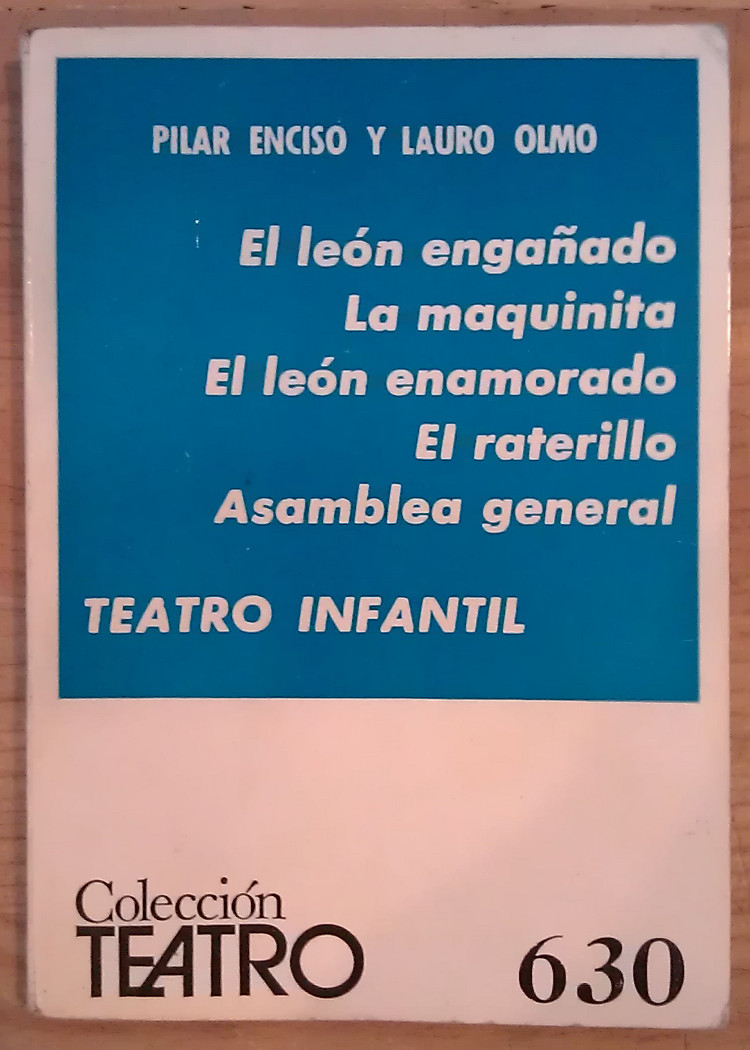 PILAR ENCISO Y LAURO OLMO
El león engañado
La maquinita
El león enamorado
El raterillo
Asamblea general
TEATRO INFANTIL
Colección
TEATRO
630